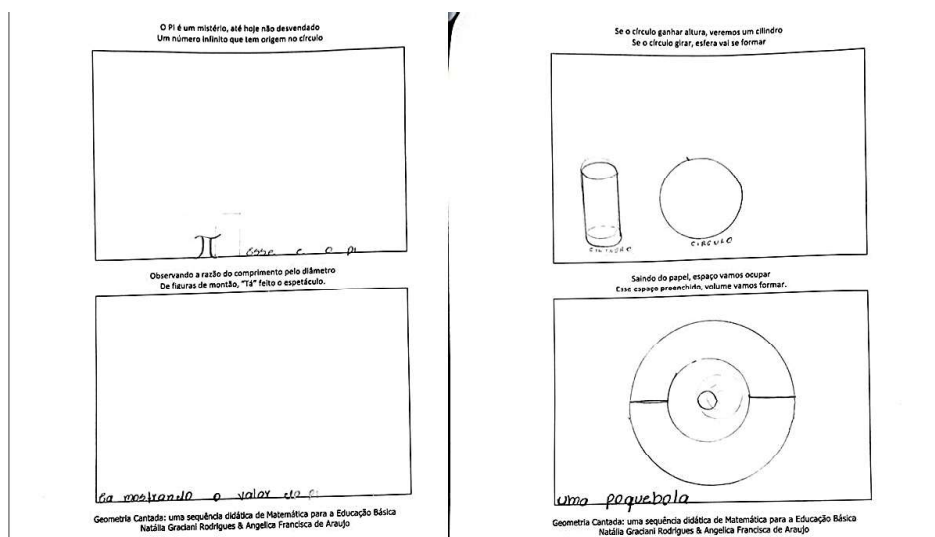 O Pi é um mistério, até hoje não desvendado
Um número infinito que tem origem no círculo
π esse e o pi
Observando a razão do comprimento pelo diâmetro
De figuras de montão, "Tá" feito o espetáculo.
mostrando o valor do pi
Geometria Cantada: uma sequência didática de Matemática para a Educação Básica
Natália Graciani Rodrigues & Angelica Francisca de Araujo
Se o círculo ganhar altura, veremos um cilindro
Se o círculo girar, esfera vai se formar
CIRCULO
Saindo do papel, espaço vamos ocupar
Esse espaço preenchido, volume vamos formar.
uma poquebola
Geometria Cantada: uma sequência didática de Matemática para a Educação Básica
Natália Graciani Rodrigues & Angelica Francisca de Araujo